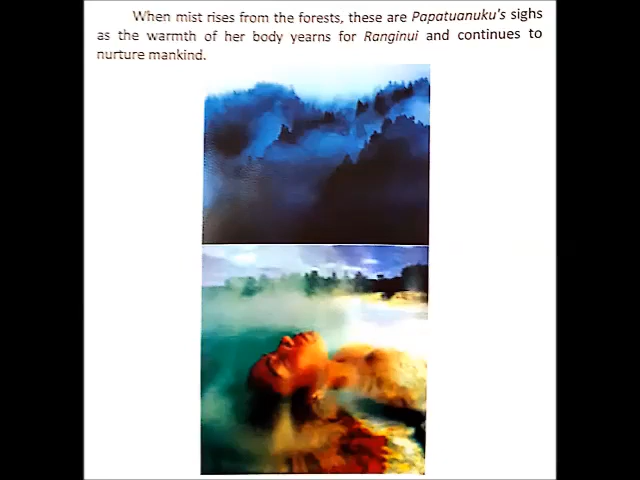 When mist rises from the forests, these are Papatuanuku's sighs
as the warmth of her body yearns for Ranginui and continues to
nurture mankind.